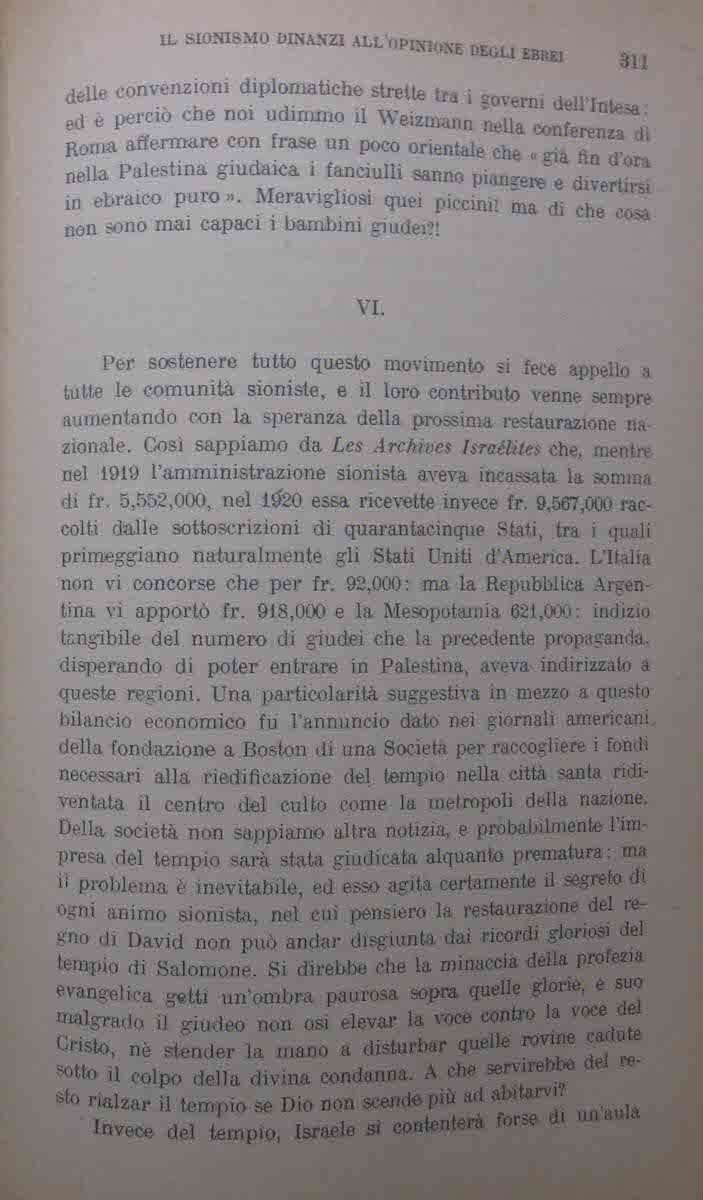 IL SIONISMO DINANZI ALL'OPINIONE DEGLI EBREI 311
delle convenzioni diplomatiche strette tra i governi dell'Intesa:
ed è perciò che noi udimmo il Weizmann nella conferenza di
Roma affermare con frase un poco orientale che « già fin d'ora
nella Palestina giudaica i fanciulli sanno piangere e divertirsi
in ebraico puro ». Meravigliosi quei piccini! ma di che cosa
non sono mai capaci i bambini giudei?!
VI.
Per sostenere tutto questo movimento si fece appello a
tutte le comunità sioniste, e il loro contributo venne sempre
aumentando con la speranza della prossima restaurazione na-
zionale. Così sappiamo da Les Archives Israélites che, mentre
nel 1919 l'amministrazione sionista aveva incassata la somma
di fr. 5,552,000, nel 1920 essa ricevette invece fr. 9,567,000 rac-
colti dalle sottoscrizioni di quarantacinque Stati, tra i quali
primeggiano naturalmente gli Stati Uniti d'America. L'Italia
non vi concorse che per fr. 92,000: ma la Repubblica Argen-
tina vi apportò fr. 918,000 e la Mesopotamia 621,000: indizio
tangibile del numero di giudei che la precedente propaganda,
disperando di poter entrare in Palestina, aveva indirizzato a
queste regioni. Una particolarità suggestiva in mezzo a questo
bilancio economico fu l'annuncio dato nei giornali americani
della fondazione a Boston di una Società per raccogliere i fondi
necessari alla riedificazione del tempio nella città santa ridi-
ventata il centro del culto come la metropoli della nazione.
Della società non sappiamo altra notizia, e probabilmente l'im-
presa del tempio sarà stata giudicata alquanto prematura: ma
il problema è inevitabile, ed esso agita certamente il segreto di
ogni animo sionista, nel cui pensiero la restaurazione del re-
gno di David non può andar disgiunta dai ricordi gloriosi del
tempio di Salomone. Si direbbe che la minaccia della profezia
evangelica getti un'ombra paurosa sopra quelle glorie, e suo
malgrado il giudeo non osi elevar la voce contro la voce del
Cristo, nè stender la mano a disturbar quelle rovine cadute
sotto il colpo della divina condanna. A che servirebbe del re-
sto rialzar il tempio se Dio non scende più ad abitarvi?
Invece del tempio, Israele si contenterà forse di un'aula